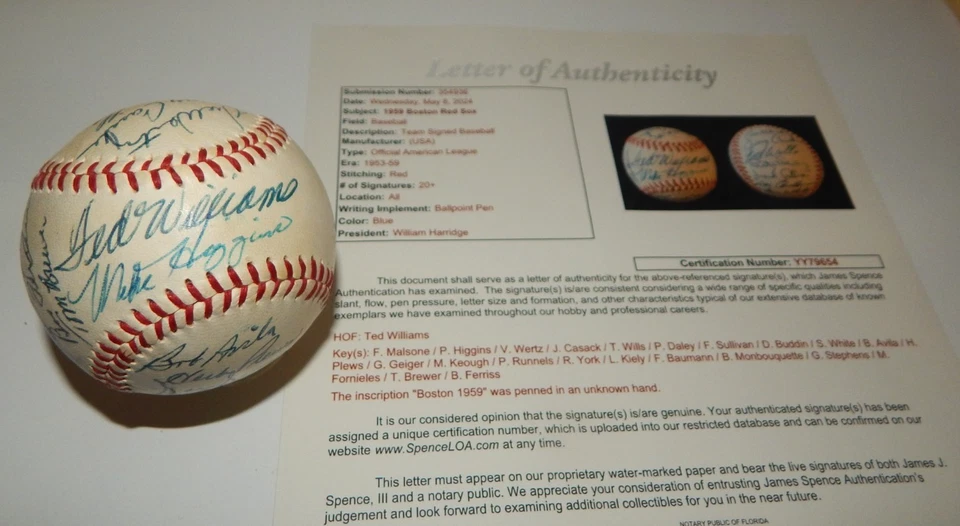 Ted Williams
Mike Higgins
Tom Brewer
Bob Avila
Letter of Authenticity
Submission Number:
Date: Wednesday, May 8, 2024
Subject: 1959 Boston Red Sox
Field: Baseball
Description: Team Signed Baseball
Manufacturer: (USA)
Type: Official American League
Era: 1953-59
Stitching: Red
# of Signatures: 20+
Location: All
Writing Implement: Ballpoint Pen
Color: Blue
President: William Harridge
Ted Williams
Mike Higgins
Certification Number: YY79654
This document shall serve as a letter of authenticity for the above-referenced signature(s), which James Spence
Authentication has examined. The signature(s) is/are consistent considering a wide range of specific qualities including
slant, flow, pen pressure, letter size and formation, and other characteristics typical of our extensive database of known
exemplars we have examined throughout our hobby and professional careers.
HOF: Ted Williams
Key(s): F. Malsone / P. Higgins / V. Wertz / J. Casack / T. Wills / P. Daley / F. Sullivan / D. Buddin / S. White / B. Avila / H.
Plews / G. Geiger / M. Keough / P. Runnels / R. York / L. Kiely / F. Baumann / B. Monbouquette / G. Stephens / M.
Fornieles / T. Brewer / B. Ferriss
The inscription "Boston 1959" was penned in an unknown hand.
It is our considered opinion that the signature(s) is/are genuine. Your authenticated signature(s) has been
assigned a unique certification number, which is uploaded into our restricted database and can be confirmed on our
website www.SpenceLOA.com at any time.
This letter must appear on our proprietary water-marked paper and bear the live signatures of both James J.
Spence, III and a notary public. We appreciate your consideration of entrusting James Spence Authentication's
judgement and look forward to examining additional collectibles for you in the near future.
NOTARY PUBLIC OF FLORIDA